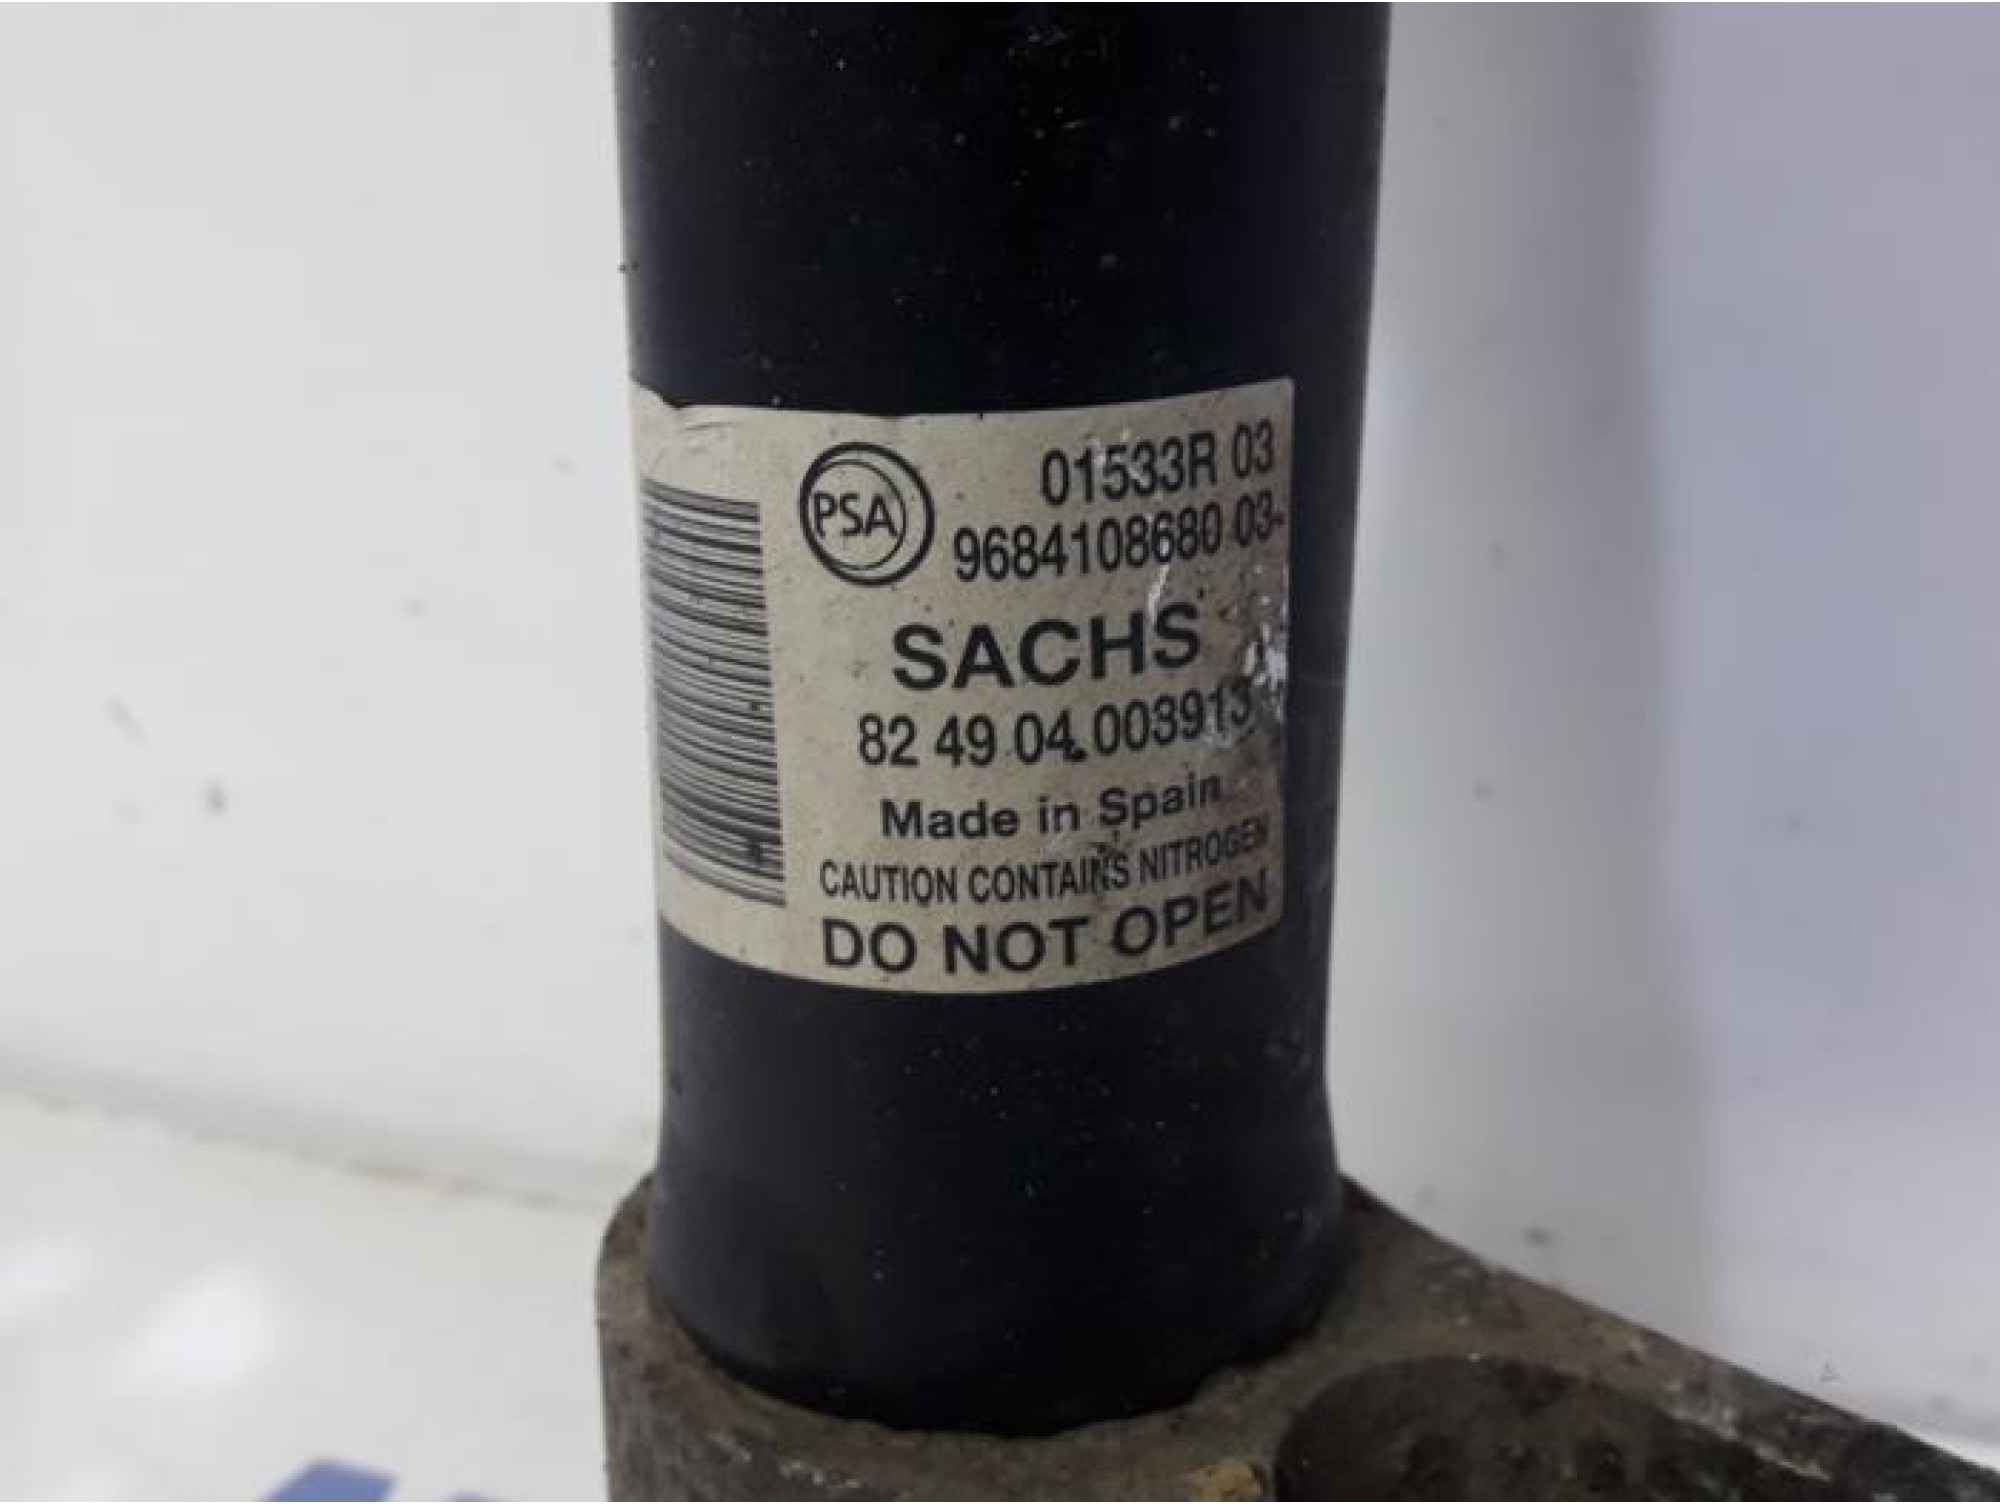 PSA
01533R 03
9684108680 03
SACHS
82 49 04 003913
Made in Spain
CAUTION CONTAINS NITROGEN
DO NOT OPEN